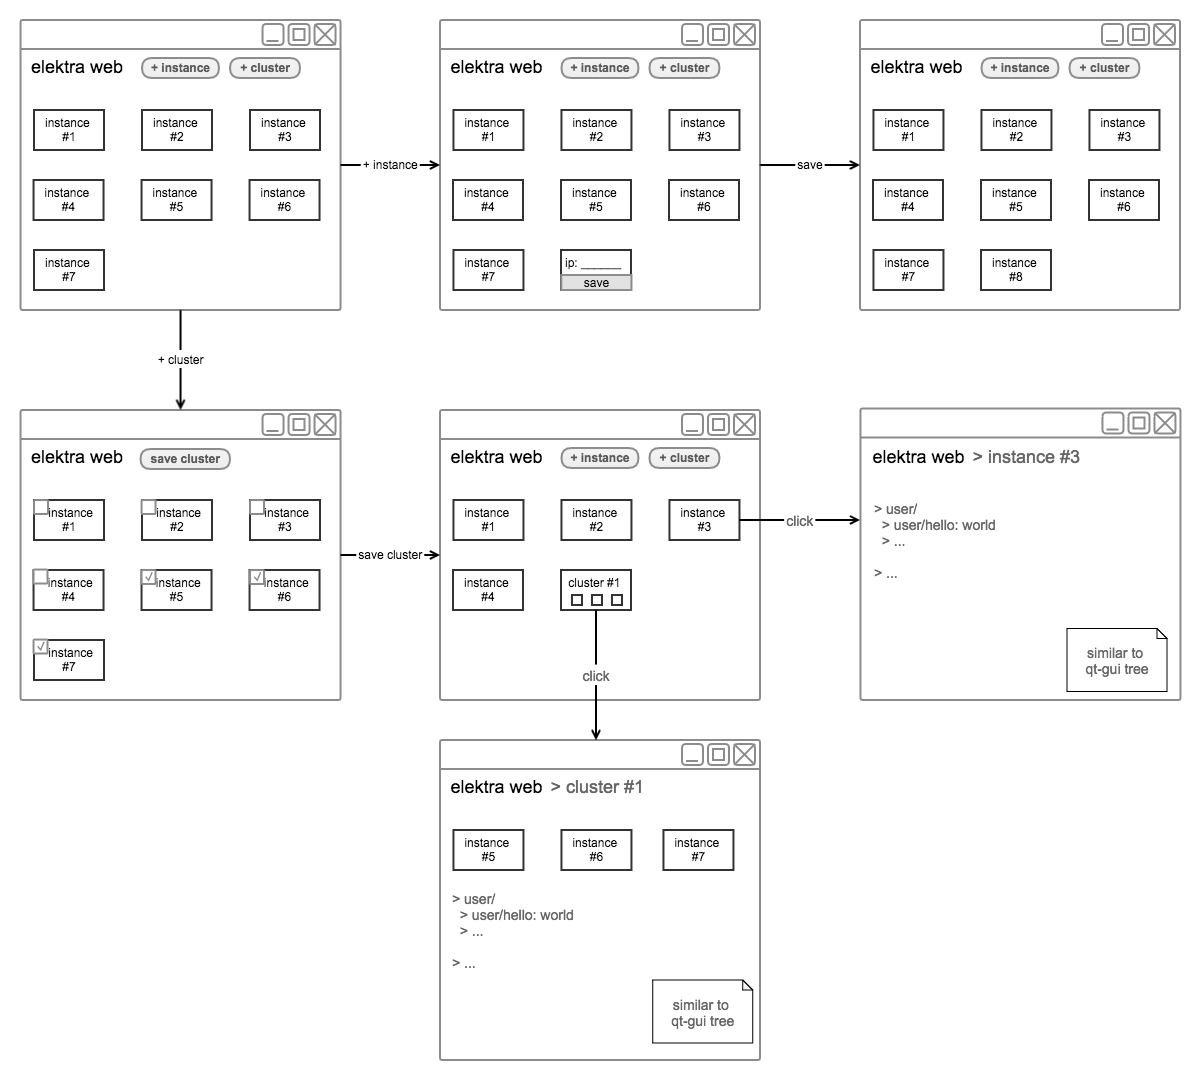 elektra web
+ instance
+ cluster
instance
#1
instance
#2
instance
#3
instance
#4
instance
#5
instance
#6
instance
#7
+ instance
elektra web
+ instance
+ cluster
instance
#1
instance
#2
instance
#3
instance
#4
instance
#5
instance
#6
instance
#7
ip: ______
save
save
elektra web
+ instance
+ cluster
instance
#1
instance
#2
instance
#3
instance
#4
instance
#5
instance
#6
instance
#7
instance
#8
+ cluster
elektra web
save cluster
instance
#1
instance
#2
instance
#3
instance
#4
instance
#5
instance
#6
instance
#7
save cluster
elektra web
+ instance
+ cluster
instance
#1
instance
#2
instance
#3
instance
#4
cluster #1
click
elektra web > instance #3
> user/
> user/hello: world
> ...
> ...
similar to
qt-gui tree
click
elektra web > cluster #1
instance
#5
instance
#6
instance
#7
> user/
> user/hello: world
> ...
> ...
similar to
qt-gui tree